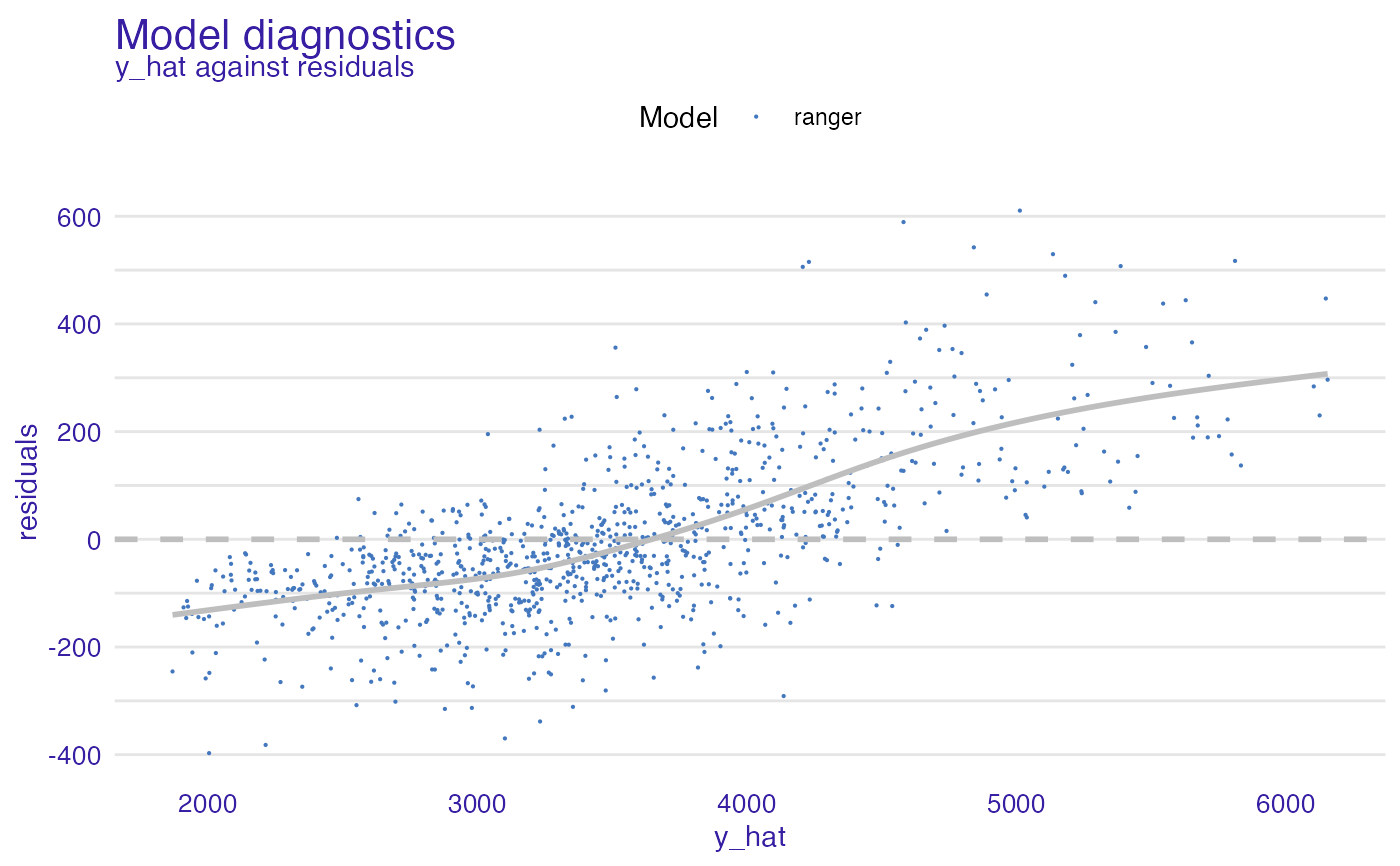 Model diagnostics
y_hat against residuals
Model ranger
600
400
200
0
-200
-400
residuals
2000 3000 4000 5000 6000
y_hat